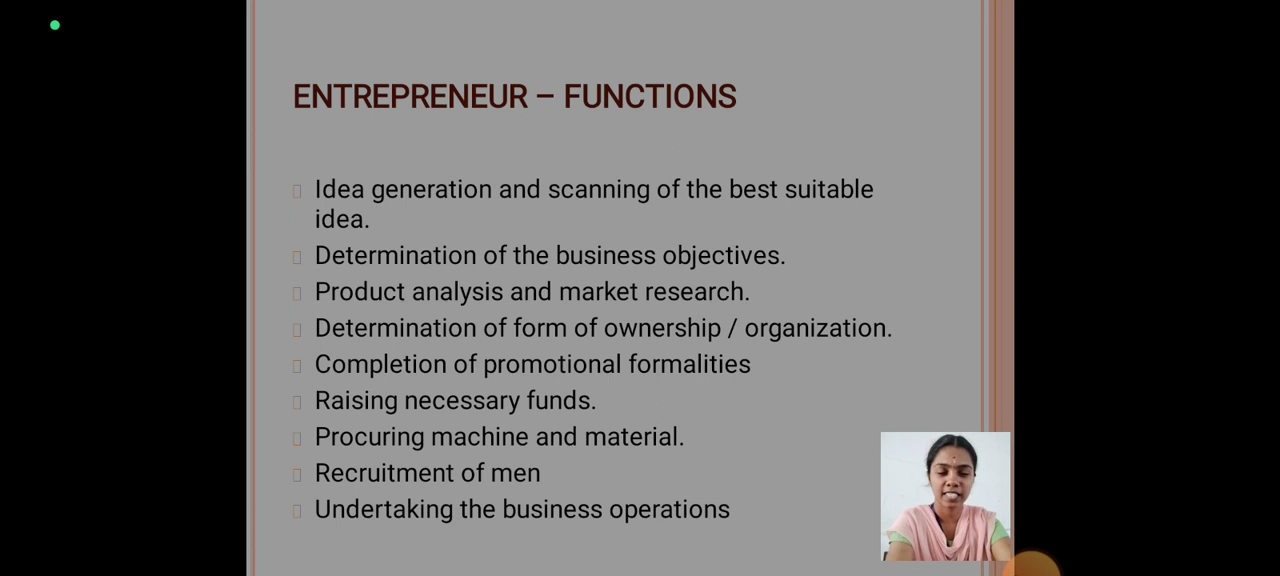 ENTREPRENEUR – FUNCTIONS
Idea generation and scanning of the best suitable
idea.
Determination of the business objectives.
Product analysis and market research.
Determination of form of ownership / organization.
Completion of promotional formalities
Raising necessary funds.
Procuring machine and material.
Recruitment of men
Undertaking the business operations